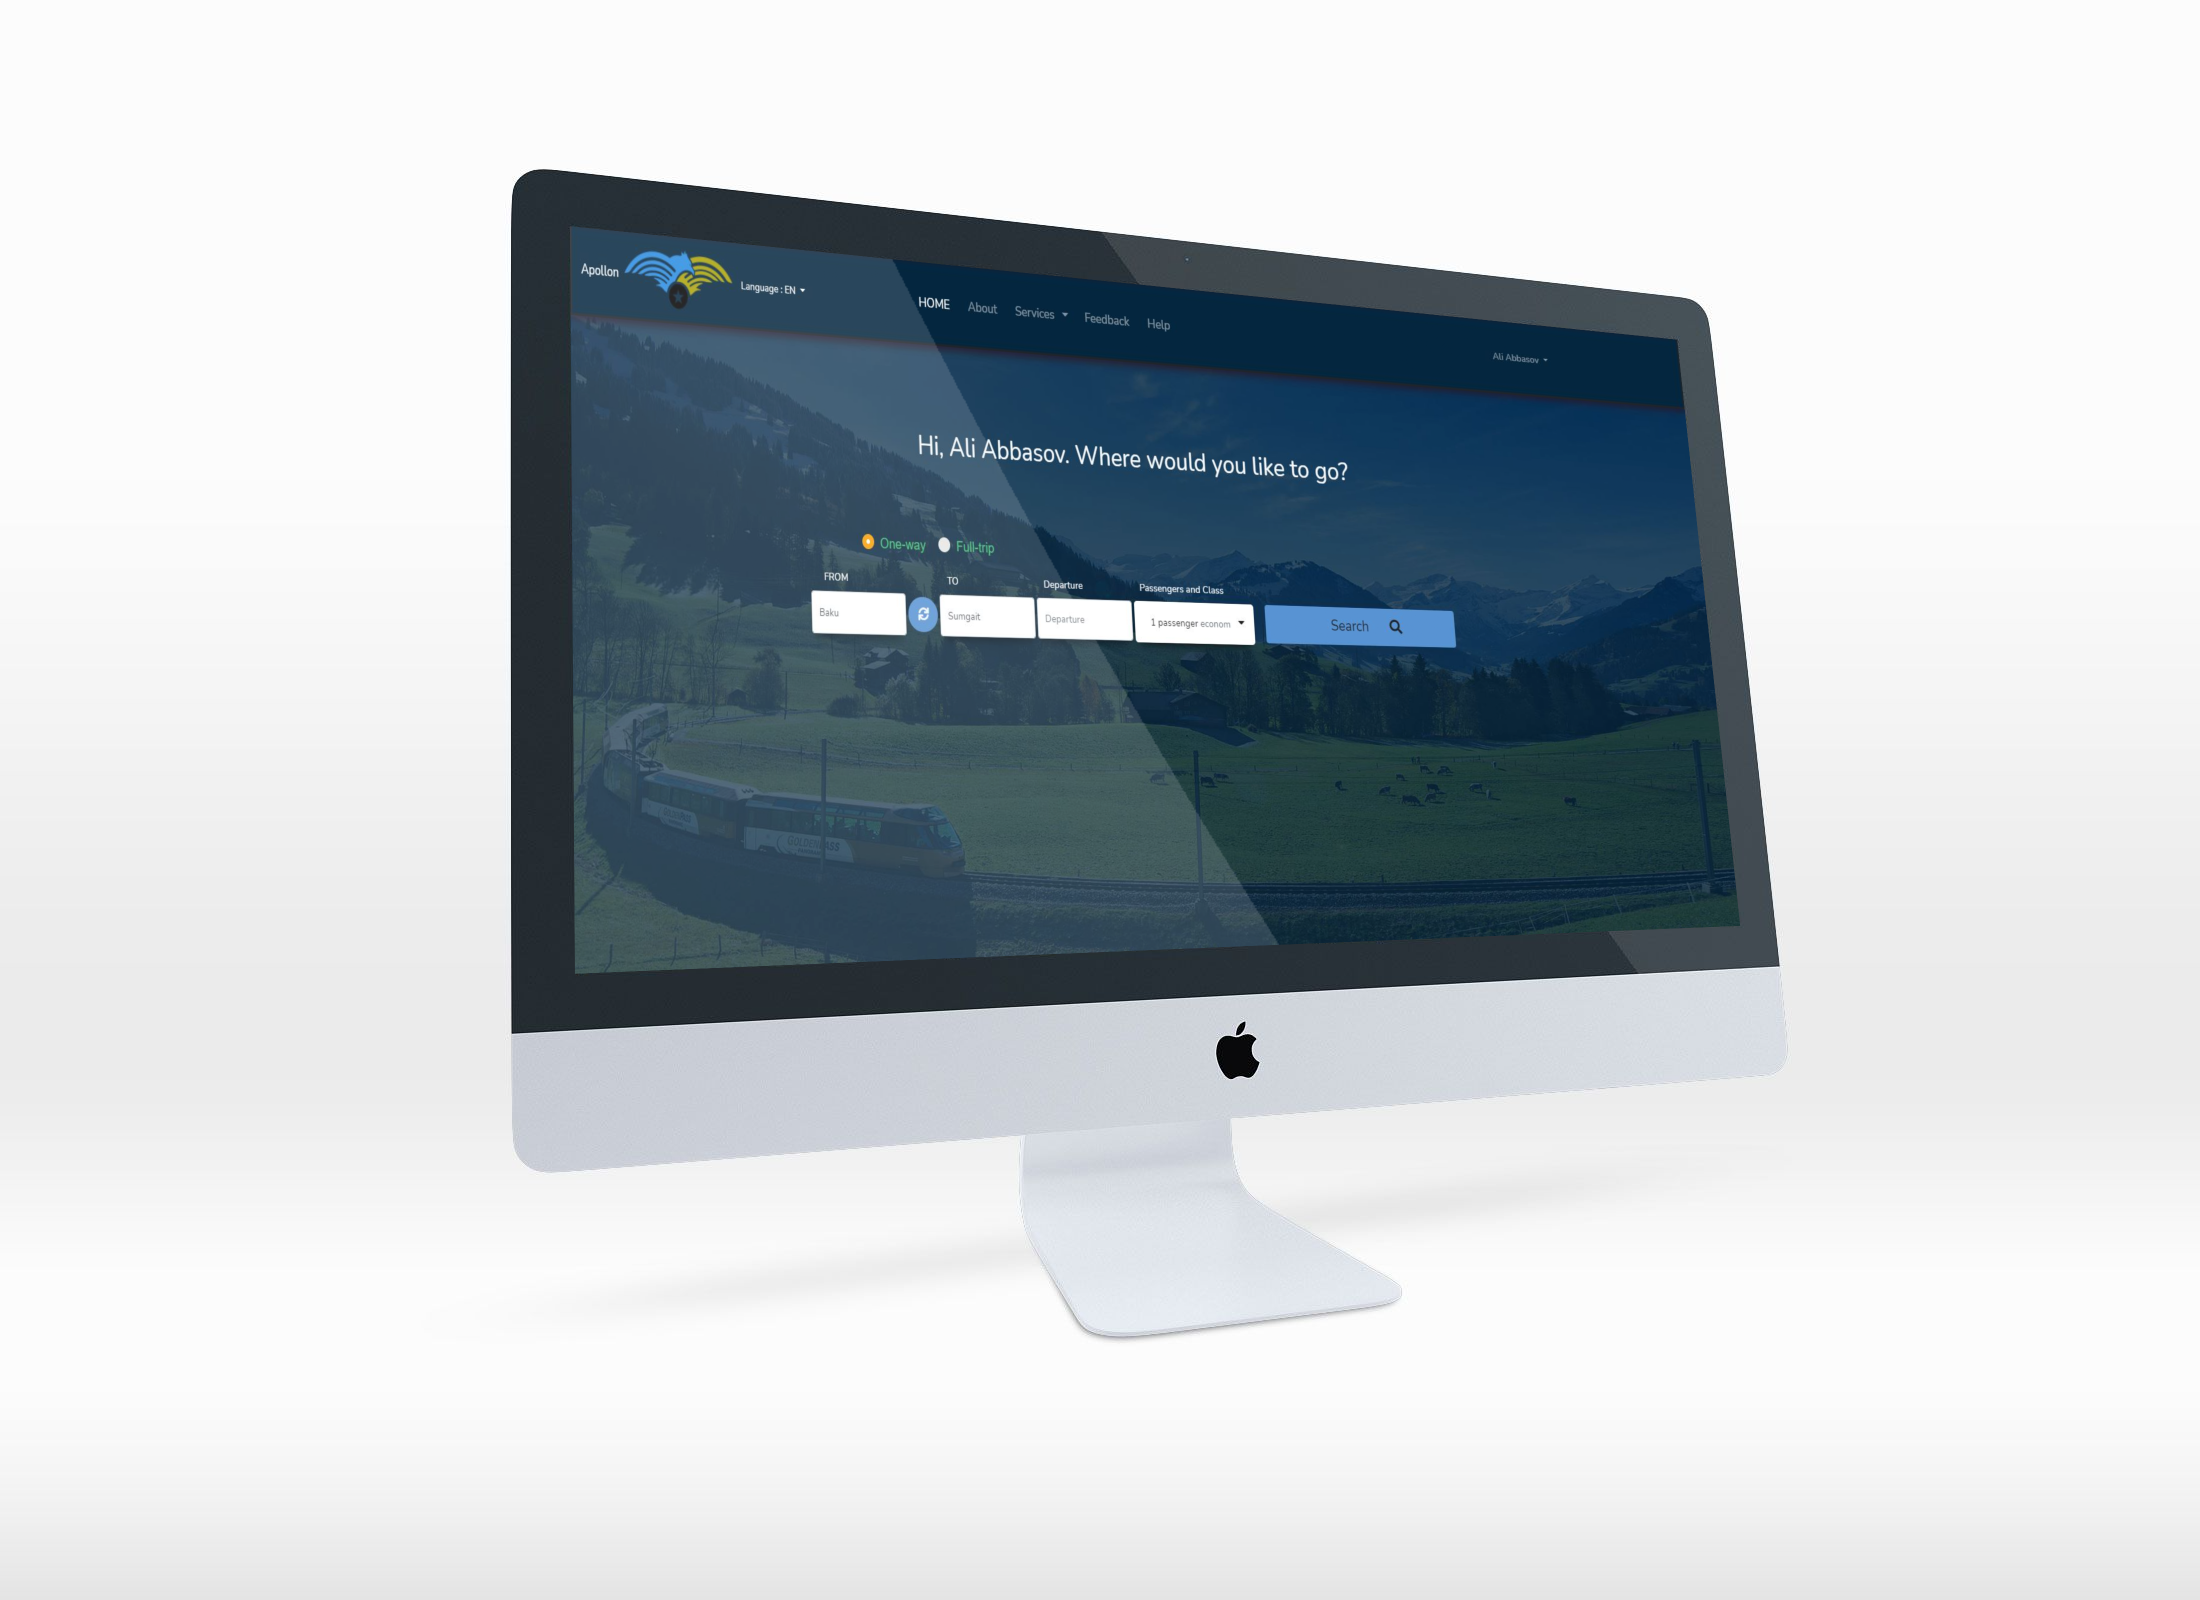 Apollon
Language : EN
HOME About Services Feedback Help
Ali Abbasov
Hi, Ali Abbasov. Where would you like to go?
One-way Full-trip
FROM TO Departure Passengers and Class
Baku Sumgait Departure 1 passenger econom Search
GOLDENPASS